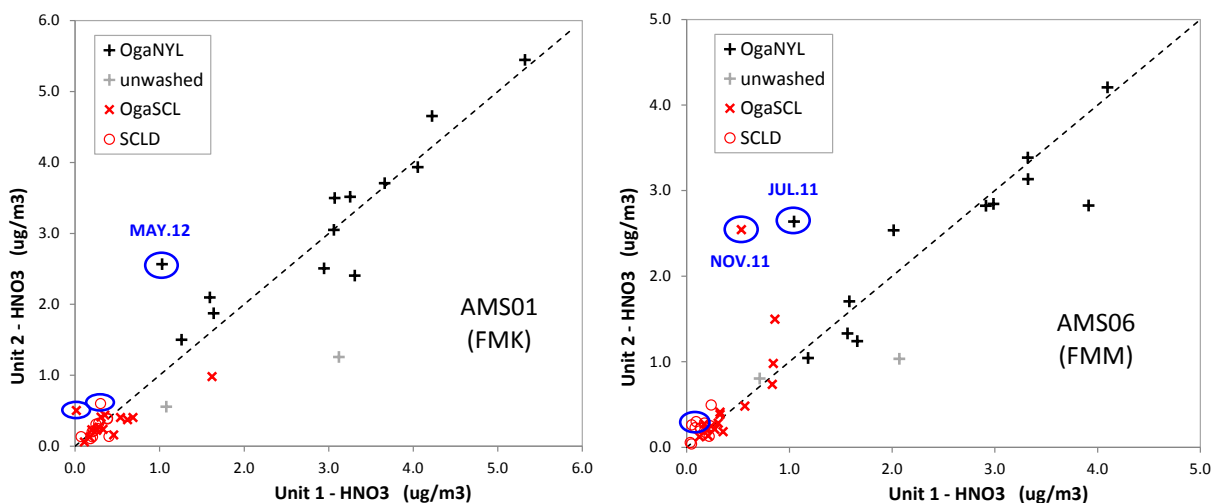 6.0
5.0
4.0
3.0
2.0
1.0
0.0
Unit 2 - HNO3 (ug/m3)
OgaNYL
unwashed
OgaSCL
SCLD
MAY.12
AMS01
(FMK)
0.0 1.0 2.0 3.0 4.0 5.0 6.0
Unit 1 - HNO3 (ug/m3)
5.0
4.0
3.0
2.0
1.0
0.0
Unit 2 - HNO3 (ug/m3)
OgaNYL
unwashed
OgaSCL
SCLD
JUL.11
NOV.11
AMS06
(FMM)
0.0 1.0 2.0 3.0 4.0 5.0
Unit 1 - HNO3 (ug/m3)